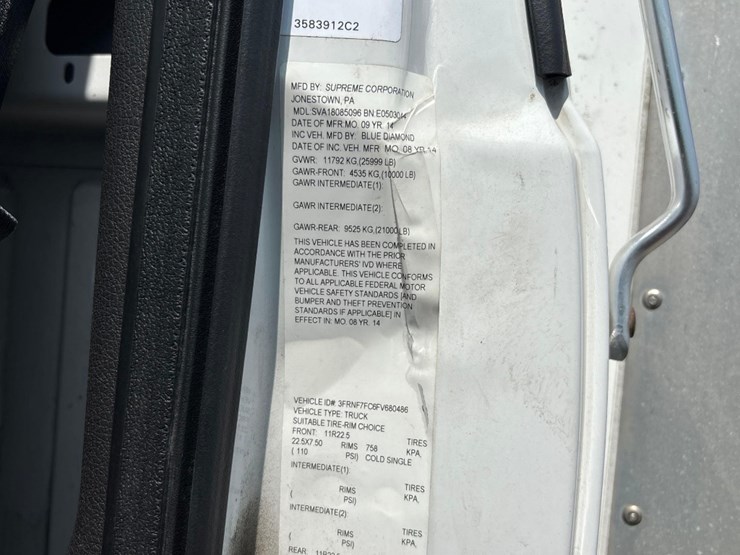 3583912C2
MFD BY: SUPREME CORPORATION
JONESTOWN, PA
MDL SVA18085096 BN:
DATE OF MFR MO. 09 YR. 14
INC VEH. MFD BY: BLUE DIAMOND
DATE OF INC. VEH. MFR MO. 08 YR. 14
GVWR: 11792 KG,(25999 LB)
GAWR-FRONT: 4535 KG,(10000 LB)
GAWR INTERMEDIATE(1):
GAWR INTERMEDIATE(2):
GAWR-REAR: 9525 KG,(21000 LB)
THIS VEHICLE HAS BEEN COMPLETED IN
ACCORDANCE WITH THE PRIOR
MANUFACTURERS' IVD WHERE
APPLICABLE. THIS VEHICLE CONFORMS
TO ALL APPLICABLE FEDERAL MOTOR
VEHICLE SAFETY STANDARDS [AND
BUMPER AND THEFT PREVENTION
STANDARDS IF APPLICABLE] IN
EFFECT IN: MO. 08 YR. 14
VEHICLE ID#: 3FRNF7FC6FV680486
VEHICLE TYPE: TRUCK
SUITABLE TIRE-RIM CHOICE
FRONT: 11R22.5 TIRES
22.5X7.50 RIMS 758 KPA,
( 110 PSI) COLD SINGLE
INTERMEDIATE(1): TIRES
RIMS KPA,
( PSI)
INTERMEDIATE(2): TIRES
RIMS KPA,
( PSI)
REAR